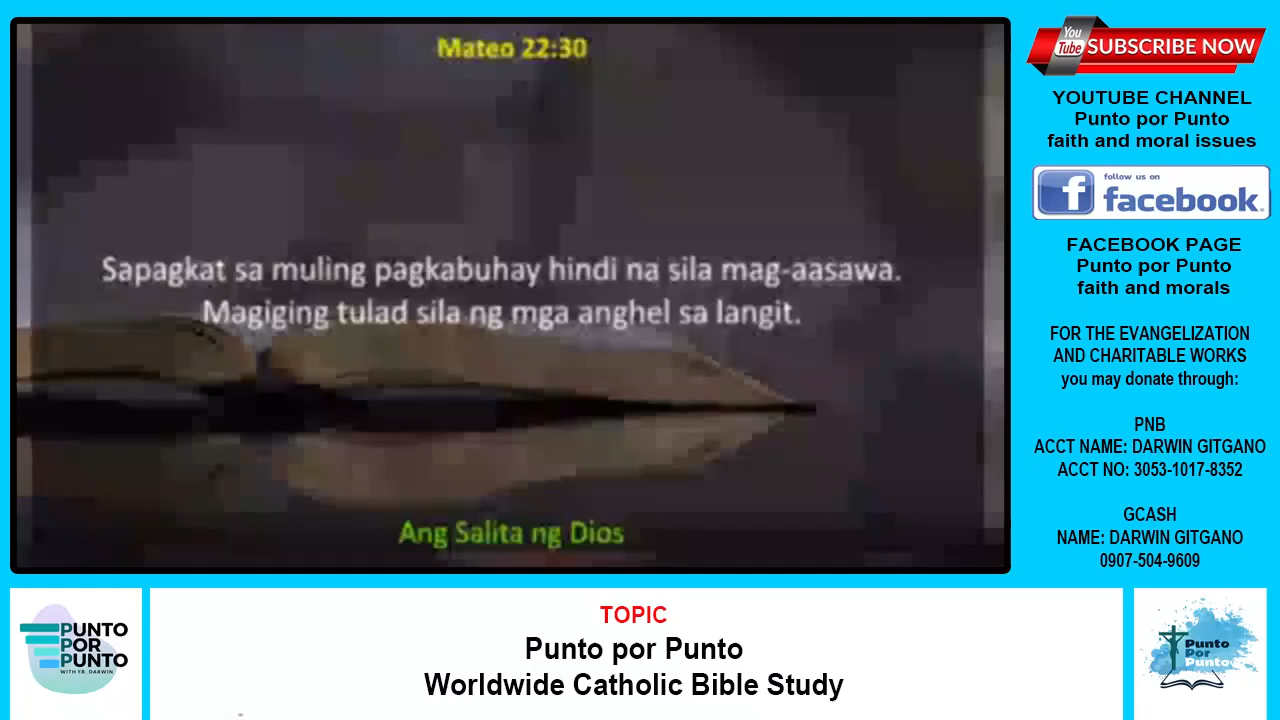 Mateo 22:30
Sapagkat sa muling pagkabuhay hindi na sila mag-aasawa.
Magiging tulad sila ng mga anghel sa langit.
Ang Salita ng Dios
You
Tube
SUBSCRIBE NOW
YOUTUBE CHANNEL
Punto por Punto
faith and moral issues
follow us on
facebook.
FACEBOOK PAGE
Punto por Punto
faith and morals
FOR THE EVANGELIZATION
AND CHARITABLE WORKS
you may donate through:
PNB
ACCT NAME: DARWIN GITGANO
ACCT NO: 3053-1017-8352
GCASH
NAME: DARWIN GITGANO
0907-504-9609
PUNTO
POR
PUNTO
WITH FR. DARWIN
TOPIC
Punto por Punto
Worldwide Catholic Bible Study
Punto
Por
Punto